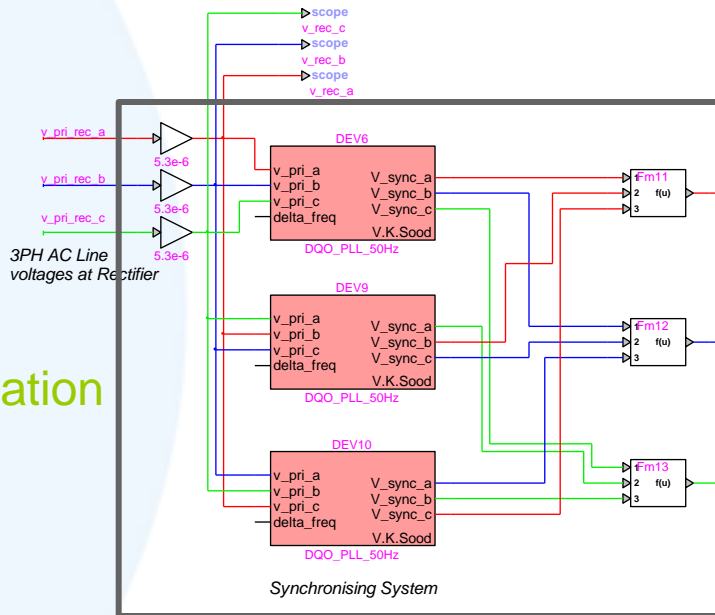 scope
v_rec_c
scope
v_rec_b
scope
v_rec_a
v_pri_rec_a
5.3e-6
v_pri_rec_b
5.3e-6
v_pri_rec_c
5.3e-6
3PH AC Line
voltages at Rectifier
ation
DEV6
v_pri_a
v_pri_b
v_pri_c
delta_freq
V_sync_a
V_sync_b
V_sync_c
V.K.Sood
DQO_PLL_50Hz
DEV9
v_pri_a
v_pri_b
v_pri_c
delta_freq
V_sync_a
V_sync_b
V_sync_c
V.K.Sood
DQO_PLL_50Hz
DEV10
v_pri_a
v_pri_b
v_pri_c
delta_freq
V_sync_a
V_sync_b
V_sync_c
V.K.Sood
DQO_PLL_50Hz
Fm11
1
2
3
f(u)
Fm12
1
2
3
f(u)
Fm13
1
2
3
f(u)
Synchronising System